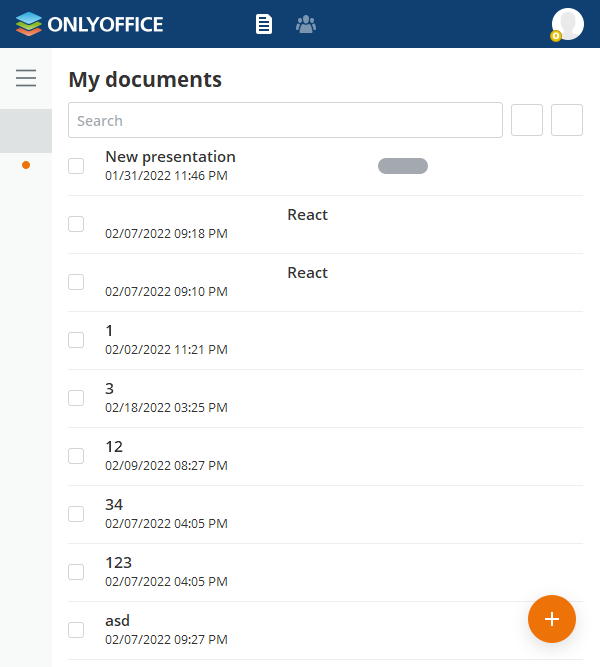 ONLYOFFICE
0
My documents
Search
New presentation
01/31/2022 11:46 PM
React
02/07/2022 09:18 PM
React
02/07/2022 09:10 PM
1
02/02/2022 11:21 PM
3
02/18/2022 03:25 PM
12
02/09/2022 08:27 PM
34
02/07/2022 04:05 PM
123
02/07/2022 04:05 PM
asd
02/07/2022 09:27 PM